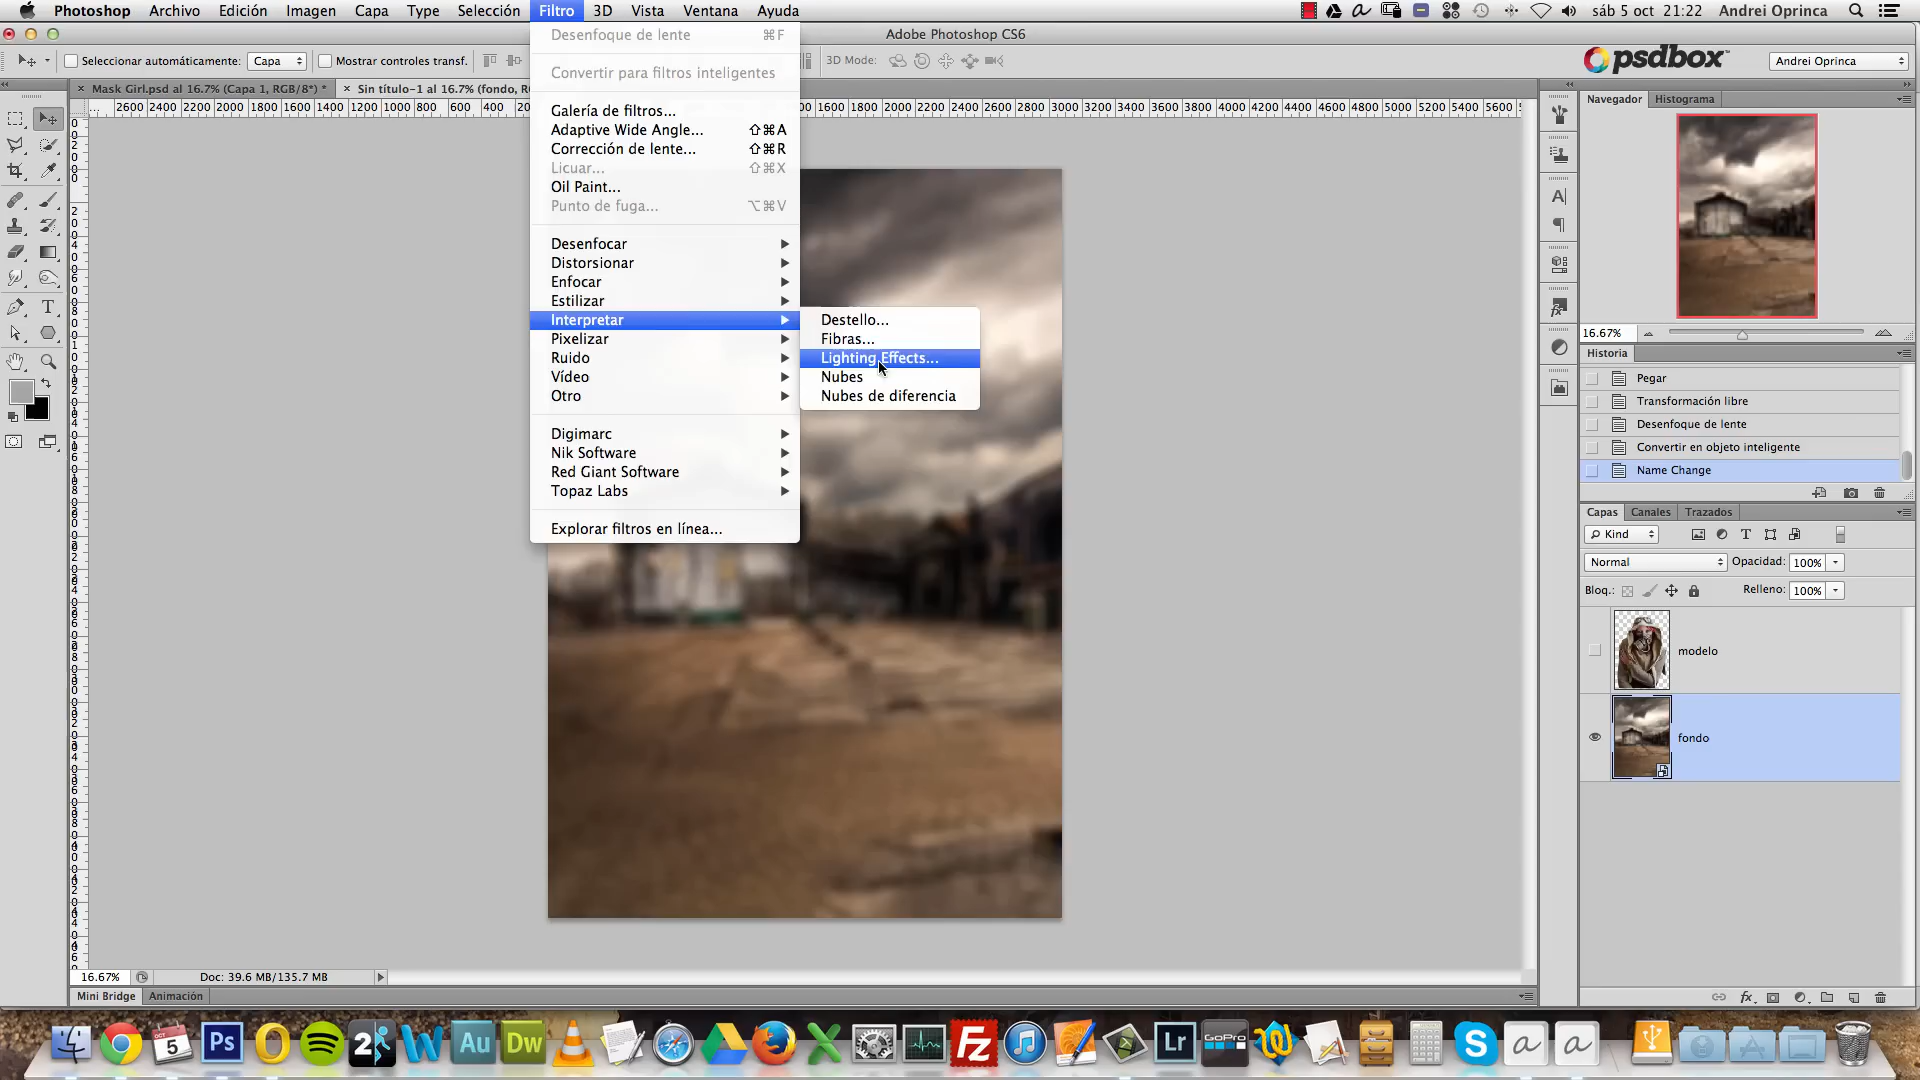 Photoshop Archivo Edición Imagen Capa Type Selección Filtro 3D Vista Ventana Ayuda sáb 5 oct 21:22 Andrei Oprinca
Adobe Photoshop CS6
Seleccionar automáticamente: Capa Mostrar controles transf. 3D Mode: psdbox Andrei Oprinca
Mask Girl.psd al 16.7% (Capa 1, RGB/8*) * Sin título-1 al 16.7% (fondo, R
2600 2400 2200 2000 1800 1600 1400 1200 1000 800 600 400 1600 1800 2000 2200 2400 2600 2800 3000 3200 3400 3600 3800 4000 4200 4400 4600 4800 5000 5200 5400 5600
Desenfoque de lente ⌘F
Convertir para filtros inteligentes
Galería de filtros...
Adaptive Wide Angle... ⇧⌘A
Corrección de lente... ⇧⌘R
Licuar... ⇧⌘X
Oil Paint...
Punto de fuga... ⌥⌘V
Desenfocar
Distorsionar
Enfocar
Estilizar
Interpretar
Pixelizar
Ruido
Vídeo
Otro
Digimarc
Nik Software
Red Giant Software
Topaz Labs
Explorar filtros en línea...
Destello...
Fibras...
Lighting Effects...
Nubes
Nubes de diferencia
Navegador Histograma
16.67%
Historia
Pegar
Transformación libre
Desenfoque de lente
Convertir en objeto inteligente
Name Change
Capas Canales Trazados
Kind
Normal Opacidad: 100%
Bloq.: Relleno: 100%
modelo
fondo
16.67% Doc: 39.6 MB/135.7 MB
Mini Bridge Animación
OCT 5 Ps Au Dw Lr GoPro